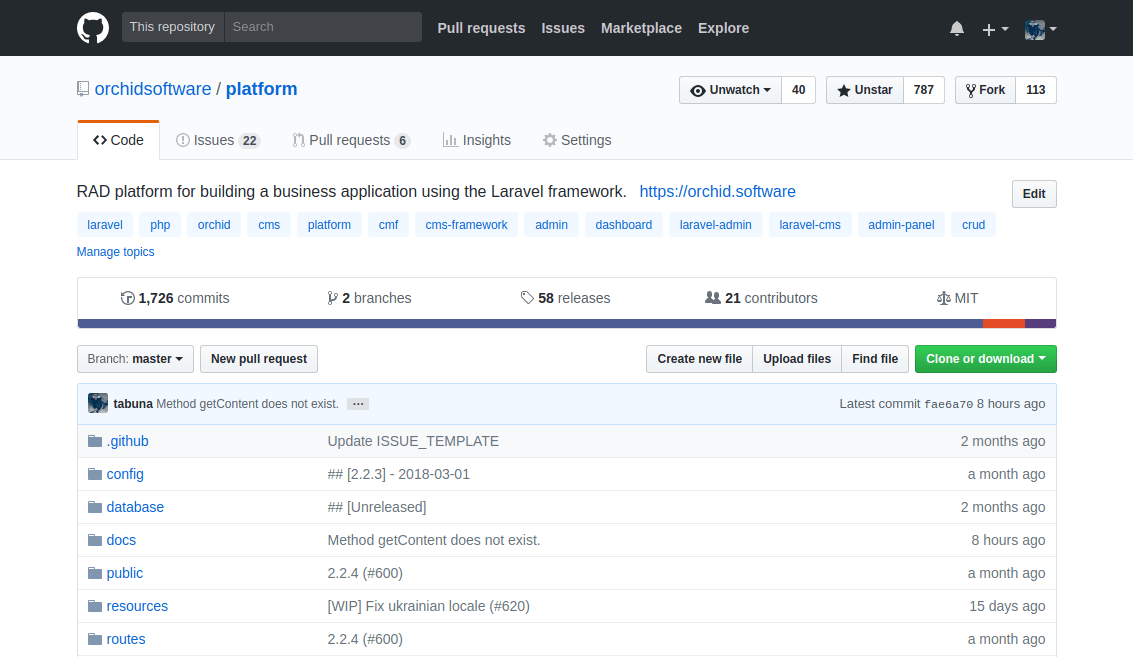 This repository Search Pull requests Issues Marketplace Explore
orchidsoftware / platform Unwatch 40 Unstar 787 Fork 113
Code Issues 22 Pull requests 6 Insights Settings
RAD platform for building a business application using the Laravel framework. https://orchid.software Edit
laravel php orchid cms platform cmf cms-framework admin dashboard laravel-admin laravel-cms admin-panel crud
Manage topics
1,726 commits 2 branches 58 releases 21 contributors MIT
Branch: master New pull request Create new file Upload files Find file Clone or download
tabuna Method getContent does not exist. ... Latest commit fae6a70 8 hours ago
.github Update ISSUE_TEMPLATE 2 months ago
config ## [2.2.3] - 2018-03-01 a month ago
database ## [Unreleased] 2 months ago
docs Method getContent does not exist. 8 hours ago
public 2.2.4 (#600) a month ago
resources [WIP] Fix ukrainian locale (#620) 15 days ago
routes 2.2.4 (#600) a month ago